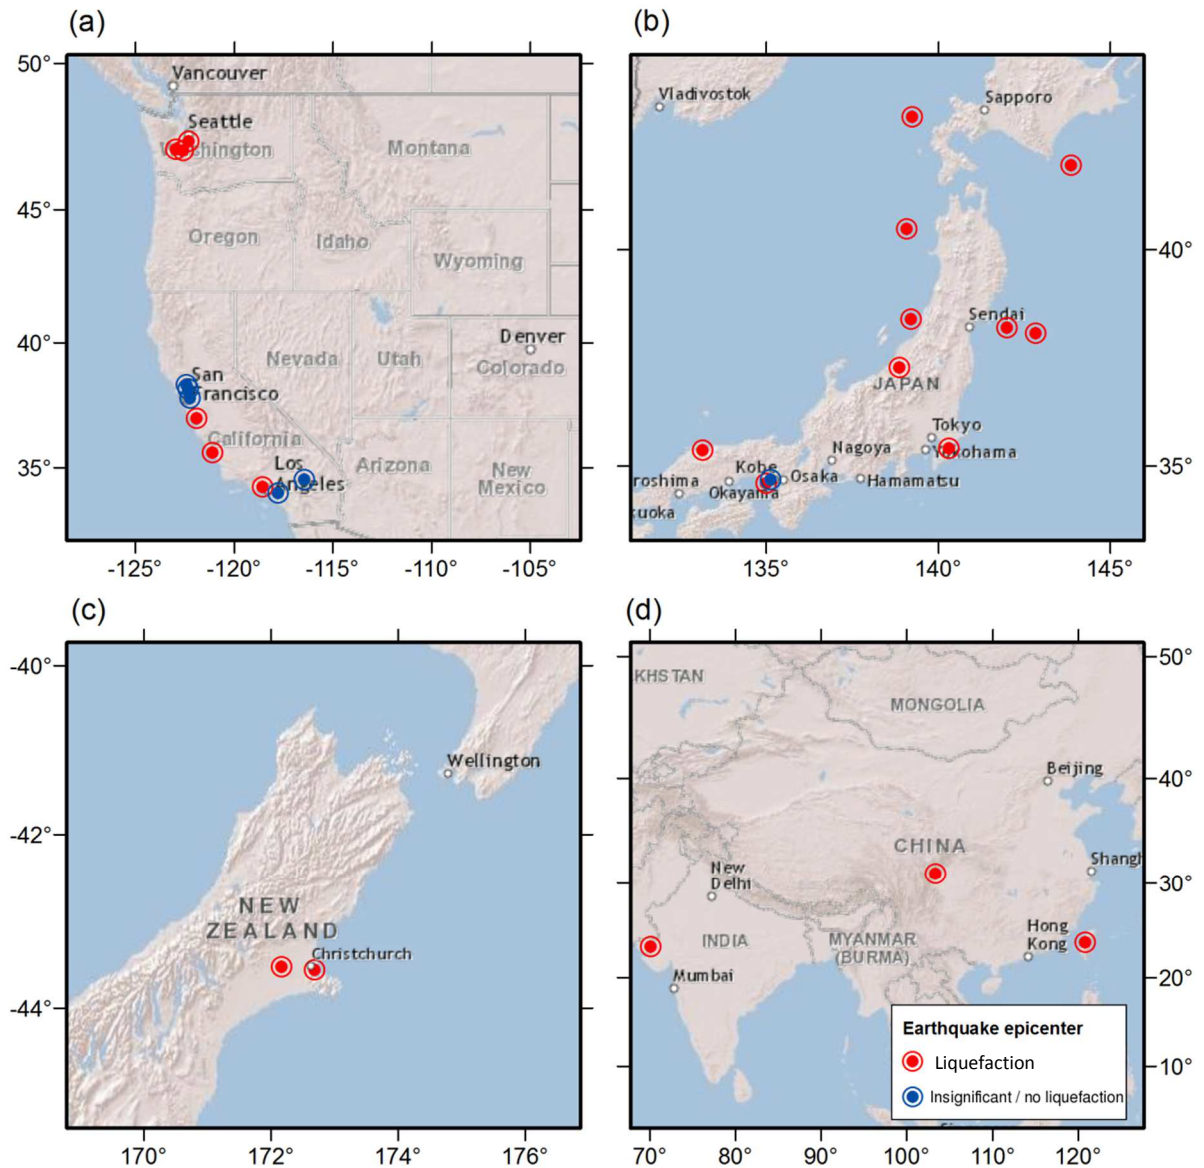 (a)
(b)
50°
45°
40°
35°
Vancouver
Seattle
Washington
Montana
Oregon
Idaho
Wyoming
Denver
Colorado
Nevada
Utah
San
Francisco
California
Los
Angeles
Arizona
New
Mexico
-125°
-120°
-115°
-110°
-105°
Vladivostok
Sapporo
Sendai
JAPAN
Tokyo
Yokohama
Nagoya
Kobe
Osaka
Hamamatsu
roshima
Okayama
uoka
40°
35°
135°
140°
145°
(c)
(d)
-40°
-42°
-44°
Wellington
NEW
ZEALAND
Christchurch
170°
172°
174°
176°
KHSTAN
MONGOLIA
Beijing
CHINA
Shangh
New
Delhi
Hong
Kong
INDIA
MYANMAR
(BURMA)
Mumbai
50°
40°
30°
20°
10°
Earthquake epicenter
Liquefaction
Insignificant / no liquefaction
70°
80°
90°
100°
110°
120°